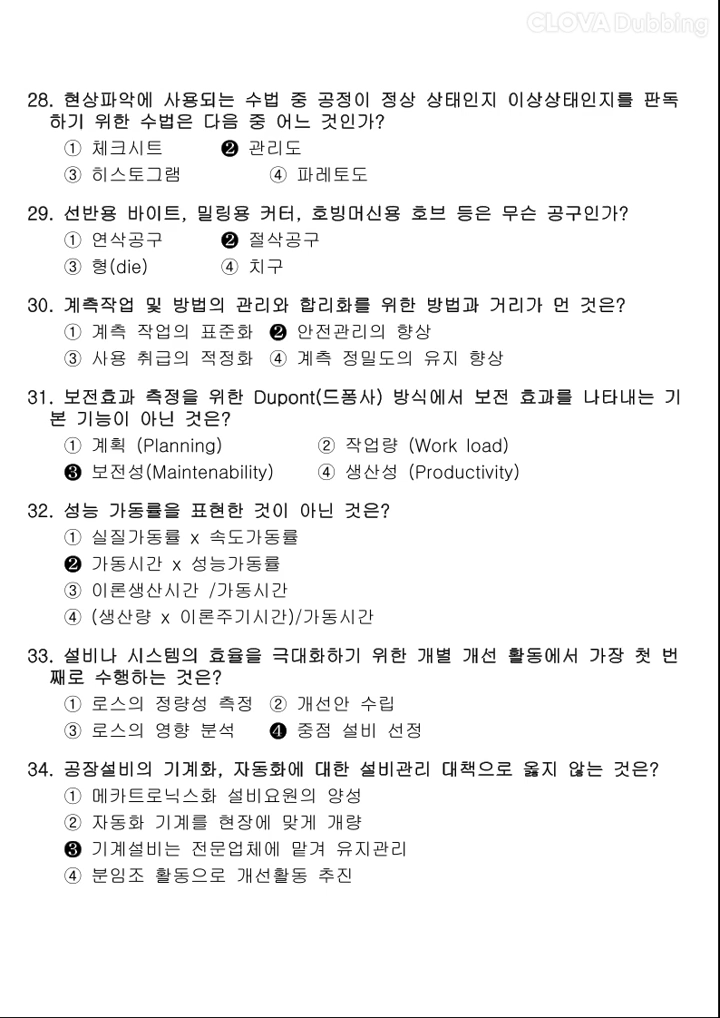 CLOVA Dubbing
28. 현상파악에 사용되는 수법 중 공정이 정상 상태인지 이상상태인지를 판독
하기 위한 수법은 다음 중 어느 것인가?
① 체크시트 ❷ 관리도
③ 히스토그램 ④ 파레토도
29. 선반용 바이트, 밀링용 커터, 호빙머신용 호브 등은 무슨 공구인가?
① 연삭공구 ❷ 절삭공구
③ 형(die) ④ 치구
30. 계측작업 및 방법의 관리와 합리화를 위한 방법과 거리가 먼 것은?
① 계측 작업의 표준화 ❷ 안전관리의 향상
③ 사용 취급의 적정화 ④ 계측 정밀도의 유지 향상
31. 보전효과 측정을 위한 Dupont(드퐁사) 방식에서 보전 효과를 나타내는 기
본 기능이 아닌 것은?
① 계획 (Planning) ② 작업량 (Work load)
❸ 보전성(Maintenability) ④ 생산성 (Productivity)
32. 성능 가동률을 표현한 것이 아닌 것은?
① 실질가동률 x 속도가동률
❷ 가동시간 x 성능가동률
③ 이론생산시간 /가동시간
④ (생산량 x 이론주기시간)/가동시간
33. 설비나 시스템의 효율을 극대화하기 위한 개별 개선 활동에서 가장 첫 번
째로 수행하는 것은?
① 로스의 정량성 측정 ② 개선안 수립
③ 로스의 영향 분석 ❹ 중점 설비 선정
34. 공장설비의 기계화, 자동화에 대한 설비관리 대책으로 옳지 않는 것은?
① 메카트로닉스화 설비요원의 양성
② 자동화 기계를 현장에 맞게 개량
❸ 기계설비는 전문업체에 맡겨 유지관리
④ 분임조 활동으로 개선활동 추진